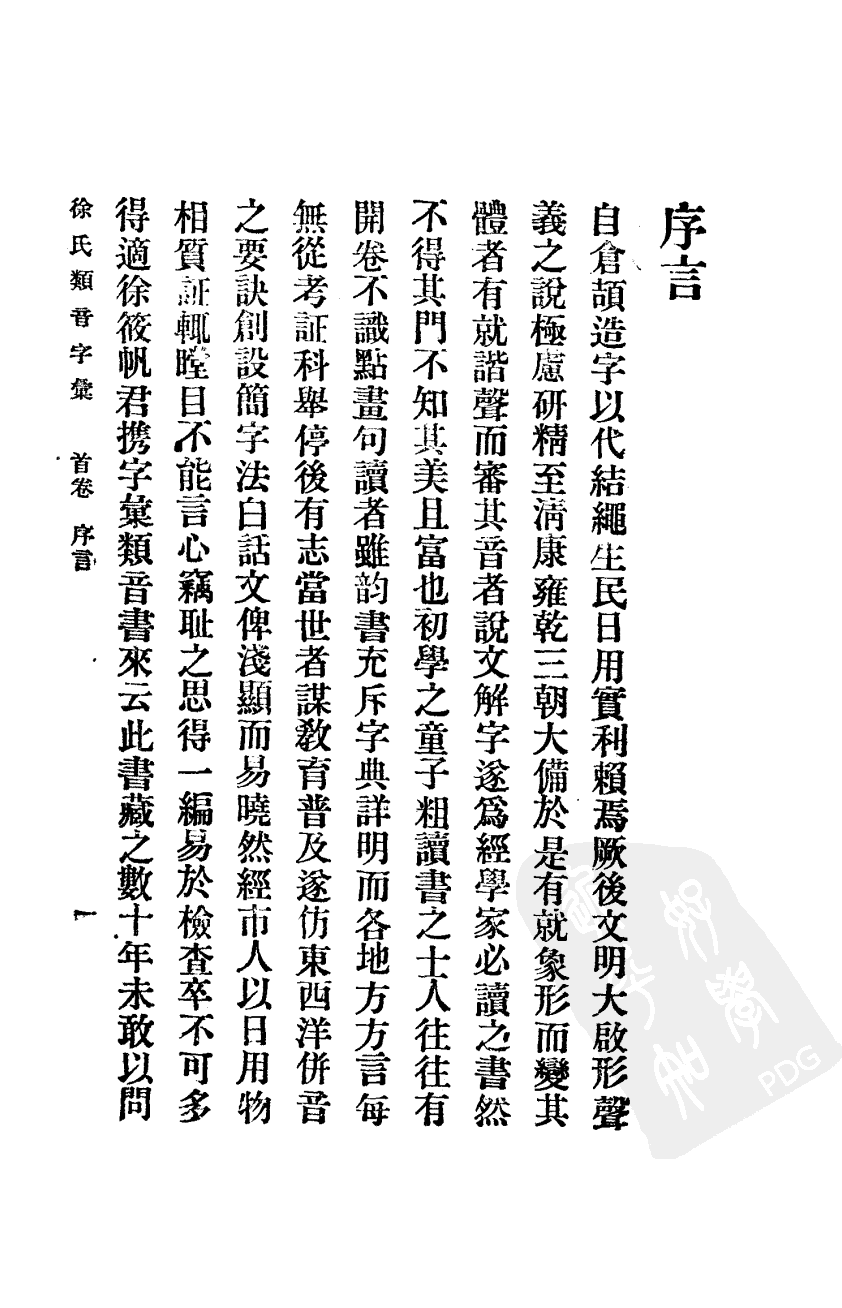 序言
自倉頡造字以代結繩生民日用實利賴焉厥後文明大啟形聲
義之說極慮研精至清康雍乾三朝大備於是有就象形而變其
體者有就諧聲而審其音者說文解字遂爲經學家必讀之書然
不得其門不知其美且富也初學之童子粗讀書之士人往往有
開卷不識點畫句讀者雖韵書充斥字典詳明而各地方方言每
無從考証科舉停後有志當世者謀敎育普及遂仿東西洋併音
之要訣創設簡字法白話文俾淺顯而易曉然經市人以日用物
相質証輒瞠目不能言心竊耻之思得一編易於檢查卒不可多
得適徐筱帆君携字彙類音書來云此書藏之數十年未敢以問
徐氏類音字彙 首卷 序言 一
PDG